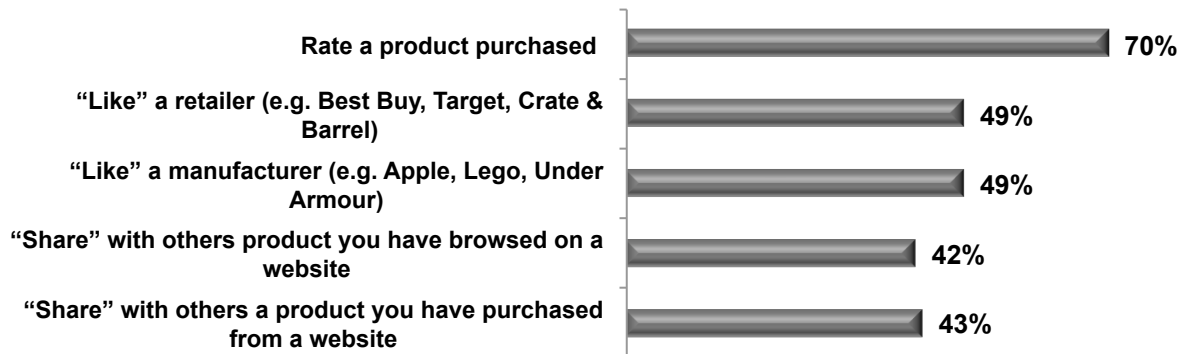 Rate a product purchased
70%
“Like” a retailer (e.g. Best Buy, Target, Crate &
Barrel)
49%
“Like” a manufacturer (e.g. Apple, Lego, Under
Armour)
49%
“Share” with others product you have browsed on a
website
42%
“Share” with others a product you have purchased
from a website
43%